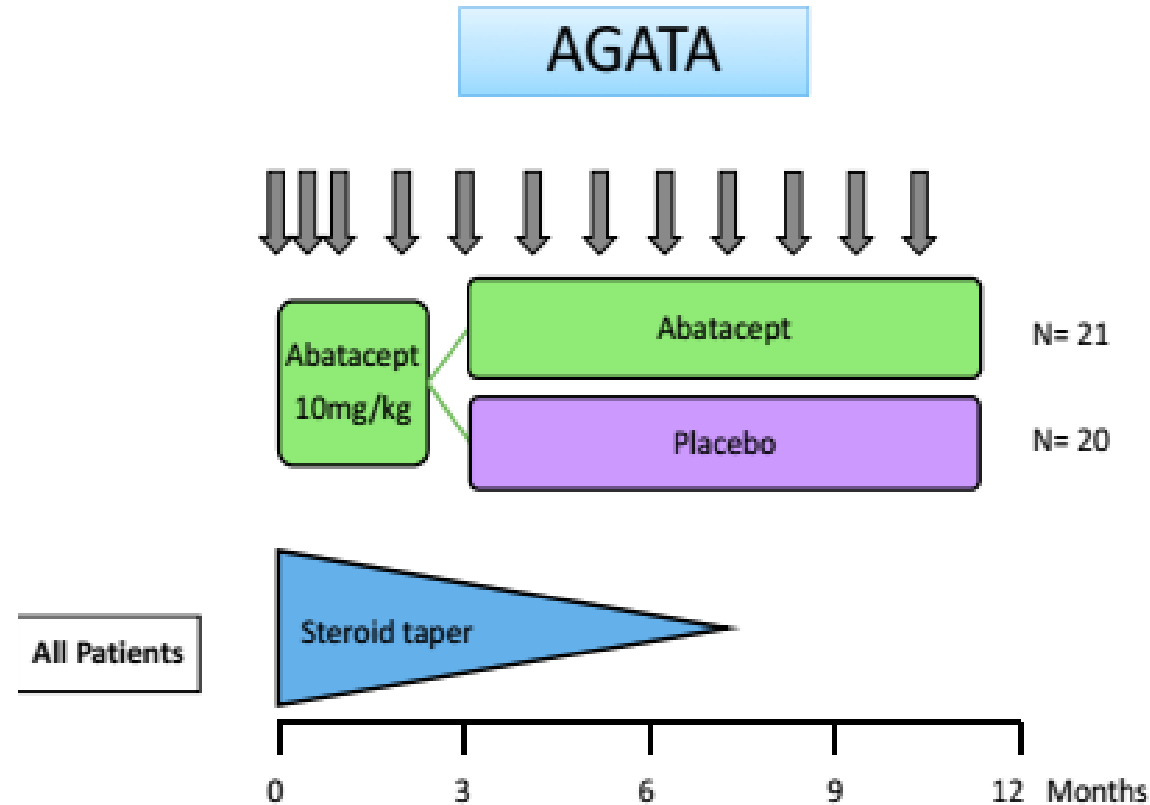 AGATA
Abatacept
10mg/kg
Abatacept
N= 21
Placebo
N= 20
Steroid taper
All Patients
0 3 6 9 12 Months